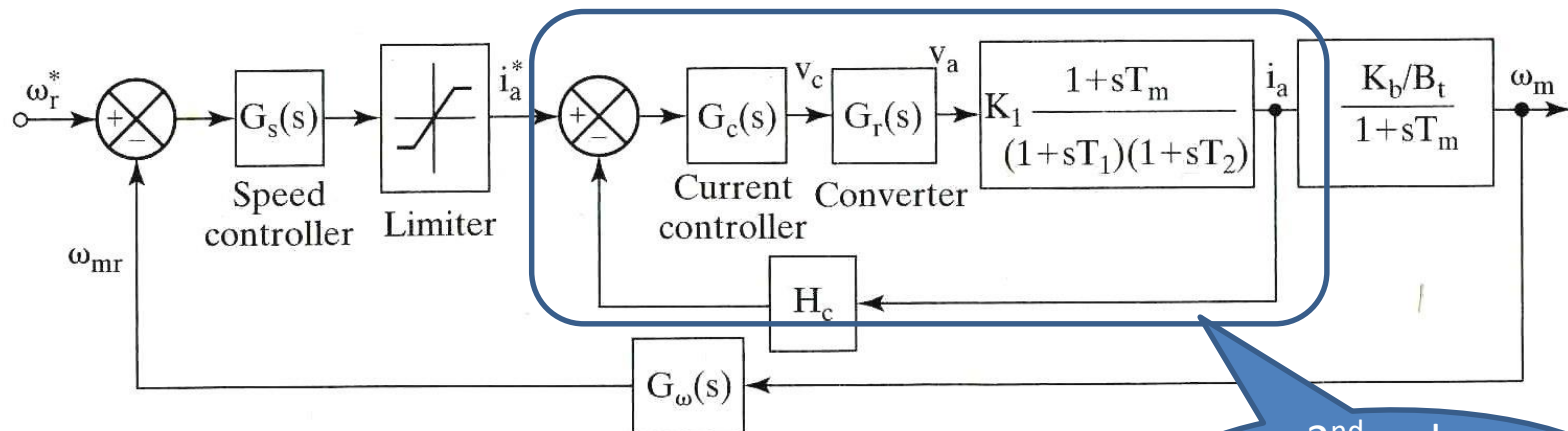 ω*r
+
−
Gs(s)
Speed
controller
Limiter
i*a
+
−
Gc(s)
Current
controller
vc
Gr(s)
Converter
va
K1 1+sTm / (1+sT1)(1+sT2)
ia
Kb/Bt
1+sTm
ωm
Hc
ωmr
Gω(s)